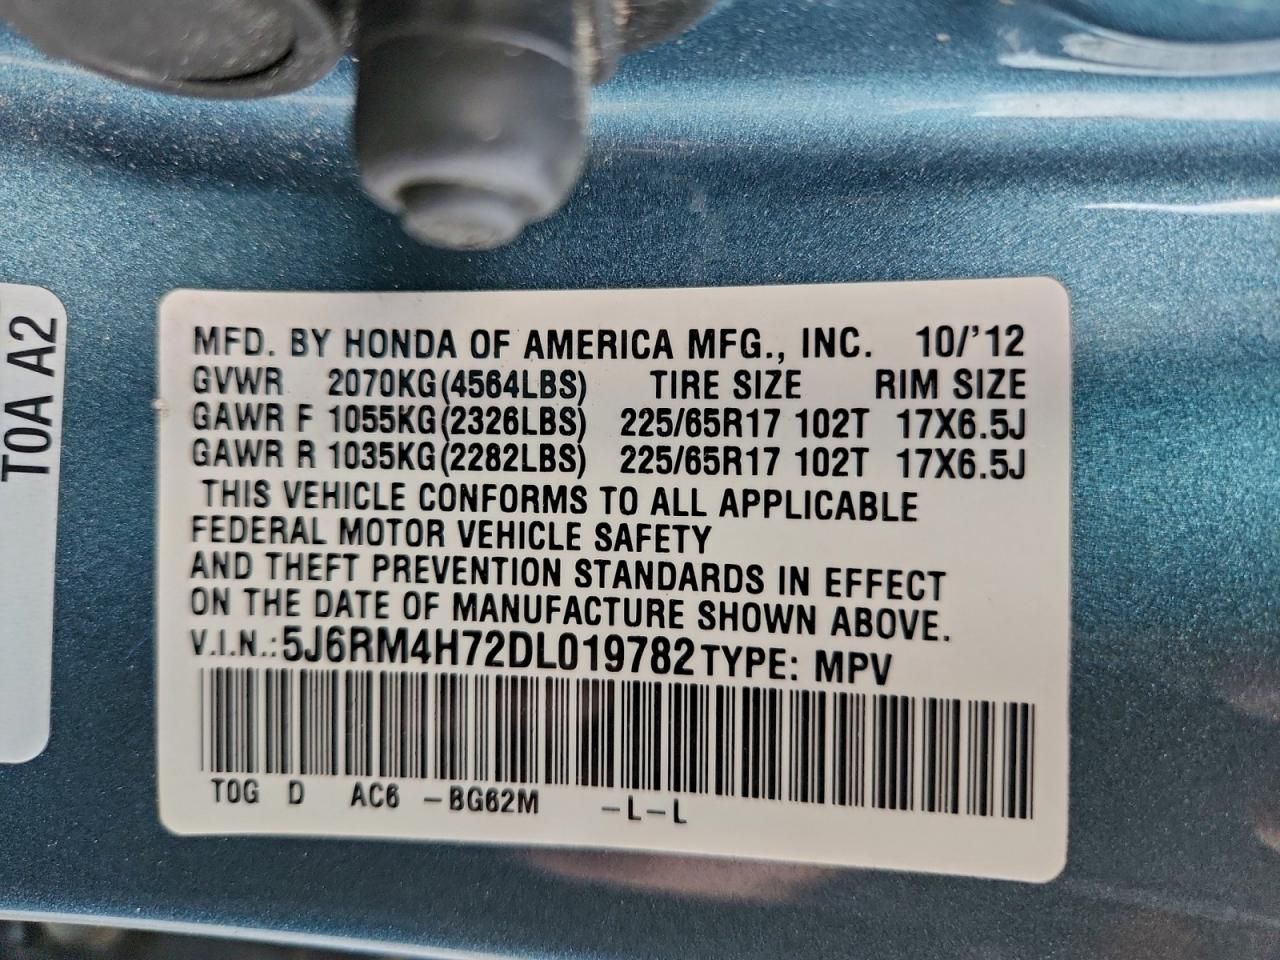 T0A A2
MFD. BY HONDA OF AMERICA MFG., INC. 10/'12
GVWR 2070KG(4564LBS) TIRE SIZE RIM SIZE
GAWR F 1055KG(2326LBS) 225/65R17 102T 17X6.5J
GAWR R 1035KG(2282LBS) 225/65R17 102T 17X6.5J
THIS VEHICLE CONFORMS TO ALL APPLICABLE
FEDERAL MOTOR VEHICLE SAFETY
AND THEFT PREVENTION STANDARDS IN EFFECT
ON THE DATE OF MANUFACTURE SHOWN ABOVE.
V.I.N.: 5J6RM4H72DL019782 TYPE: MPV
T0G D AC6 -BG62M -L-L